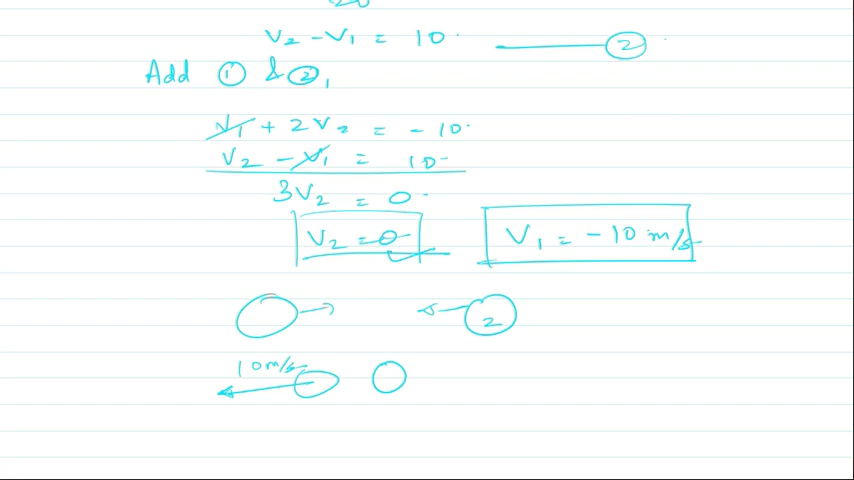 V₂ - V₁ = 10. ② 
Add ① & ②,
V₁ + 2V₂ = - 10.
V₂ - V₁ = 10.
3V₂ = 0.
V₂ = 0 V₁ = - 10 m/s
2
10 m/s